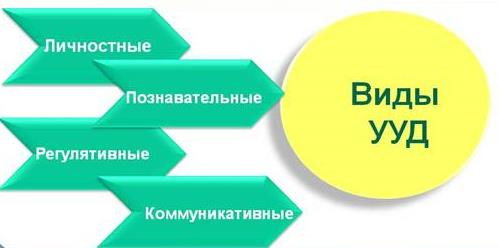 Личностные
Познавательные
Регулятивные
Коммуникативные
Виды
УУД